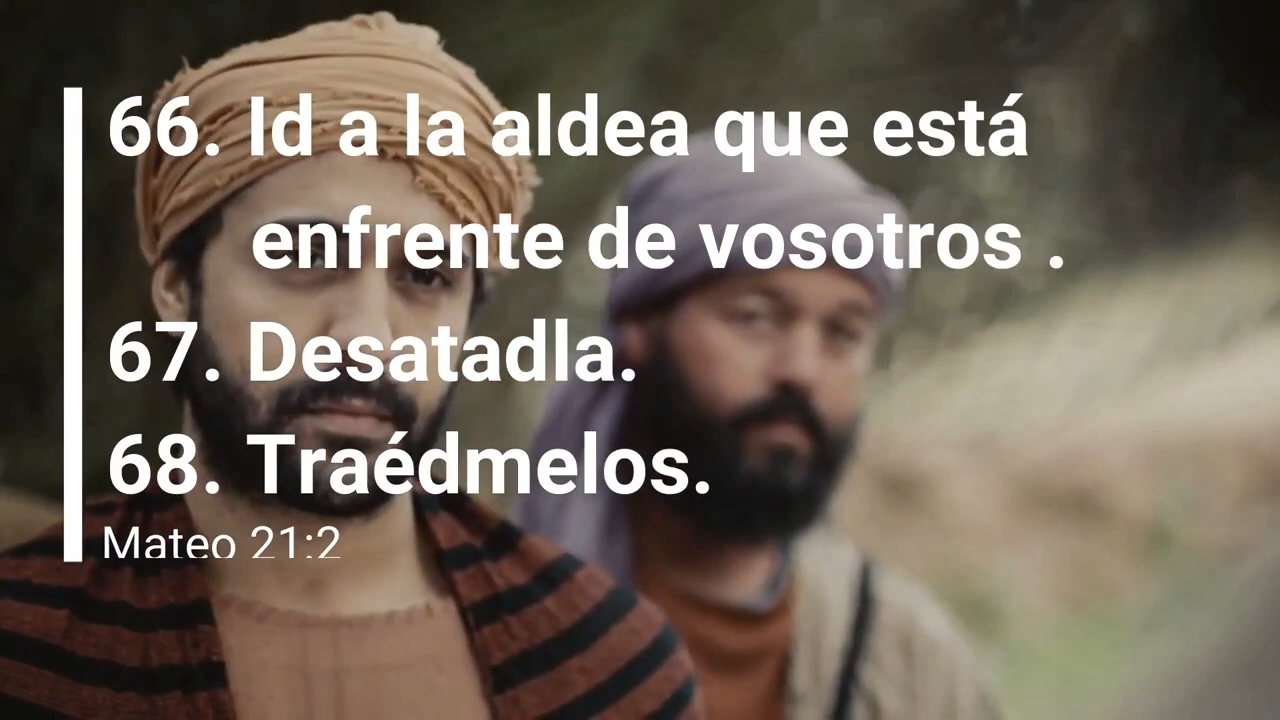 66. Id a la aldea que está
enfrente de vosotros .
67. Desatadla.
68. Traédmelos.
Mateo 21:2